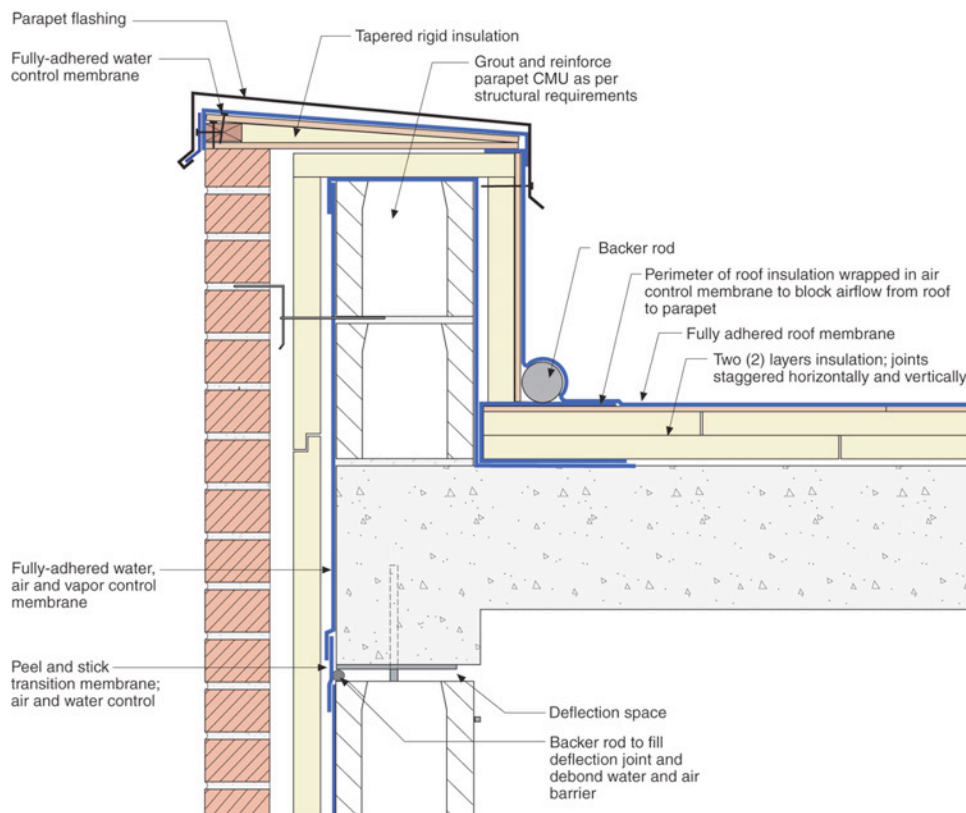 Parapet flashing
Fully-adhered water
control membrane
Tapered rigid insulation
Grout and reinforce
parapet CMU as per
structural requirements
Backer rod
Perimeter of roof insulation wrapped in air
control membrane to block airflow from roof
to parapet
Fully adhered roof membrane
Two (2) layers insulation; joints
staggered horizontally and vertically
Fully-adhered water,
air and vapor control
membrane
Peel and stick
transition membrane;
air and water control
Deflection space
Backer rod to fill
deflection joint and
debond water and air
barrier